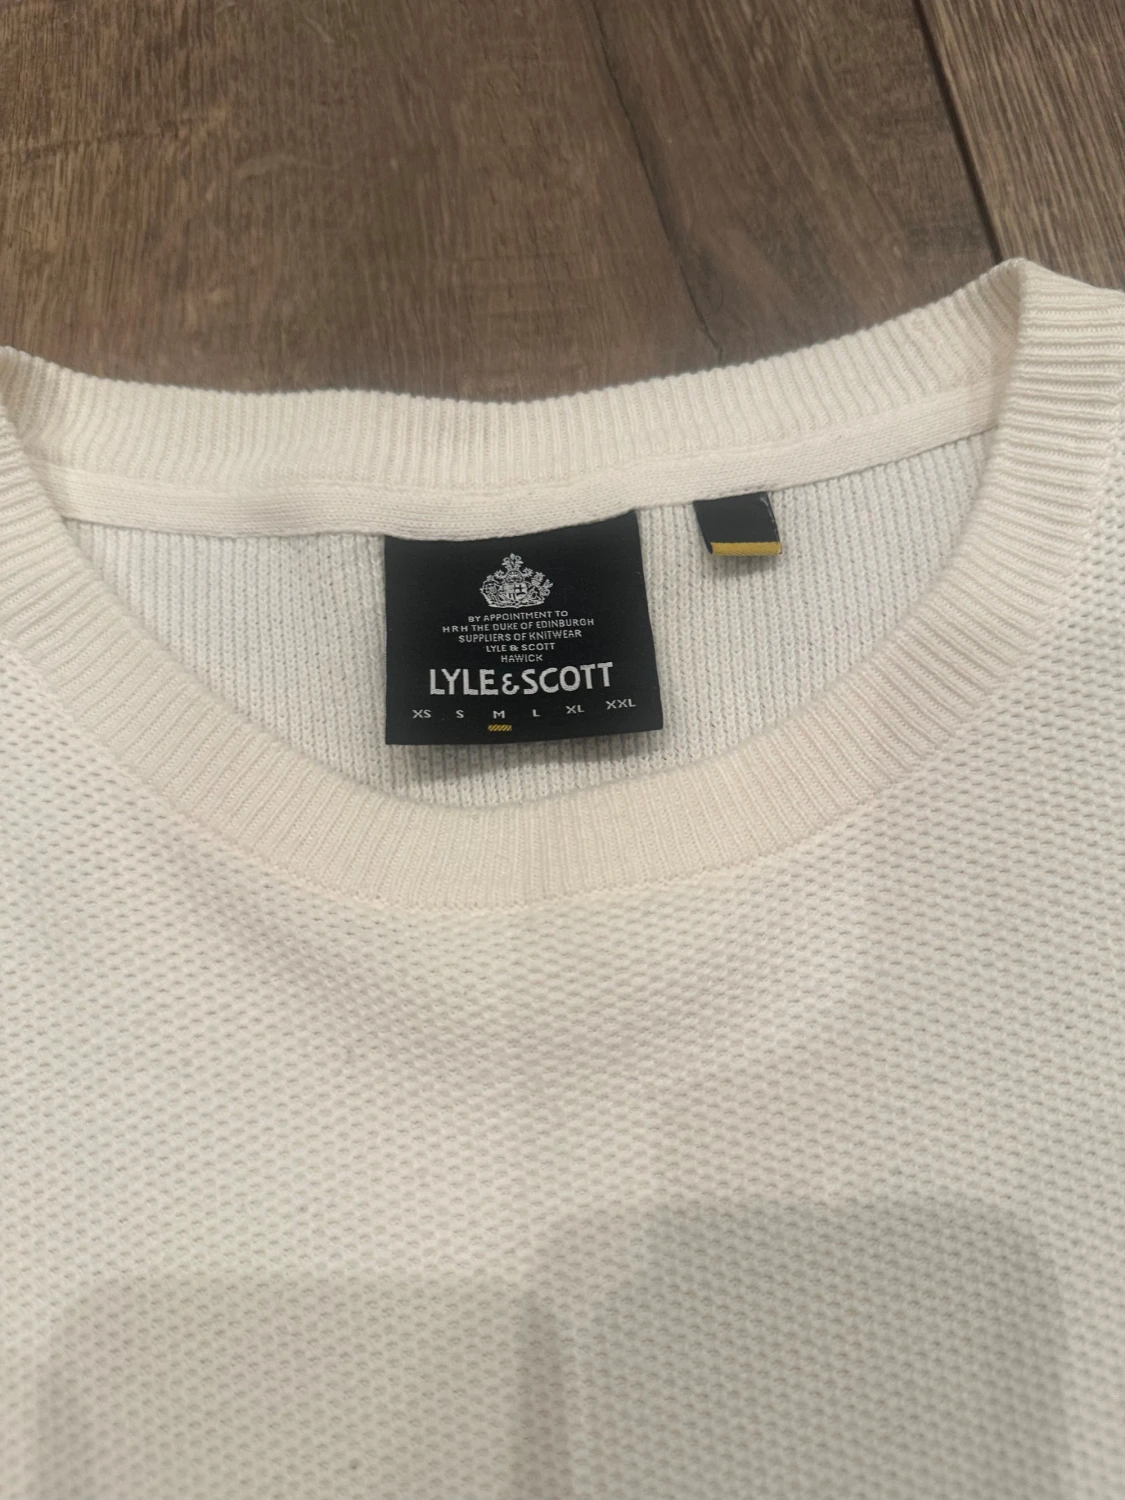 BY APPOINTMENT TO
HRH THE DUKE OF EDINBURGH
SUPPLIERS OF KNITWEAR
LYLE & SCOTT
HAWICK
LYLE & SCOTT
XS S M L XL XXL